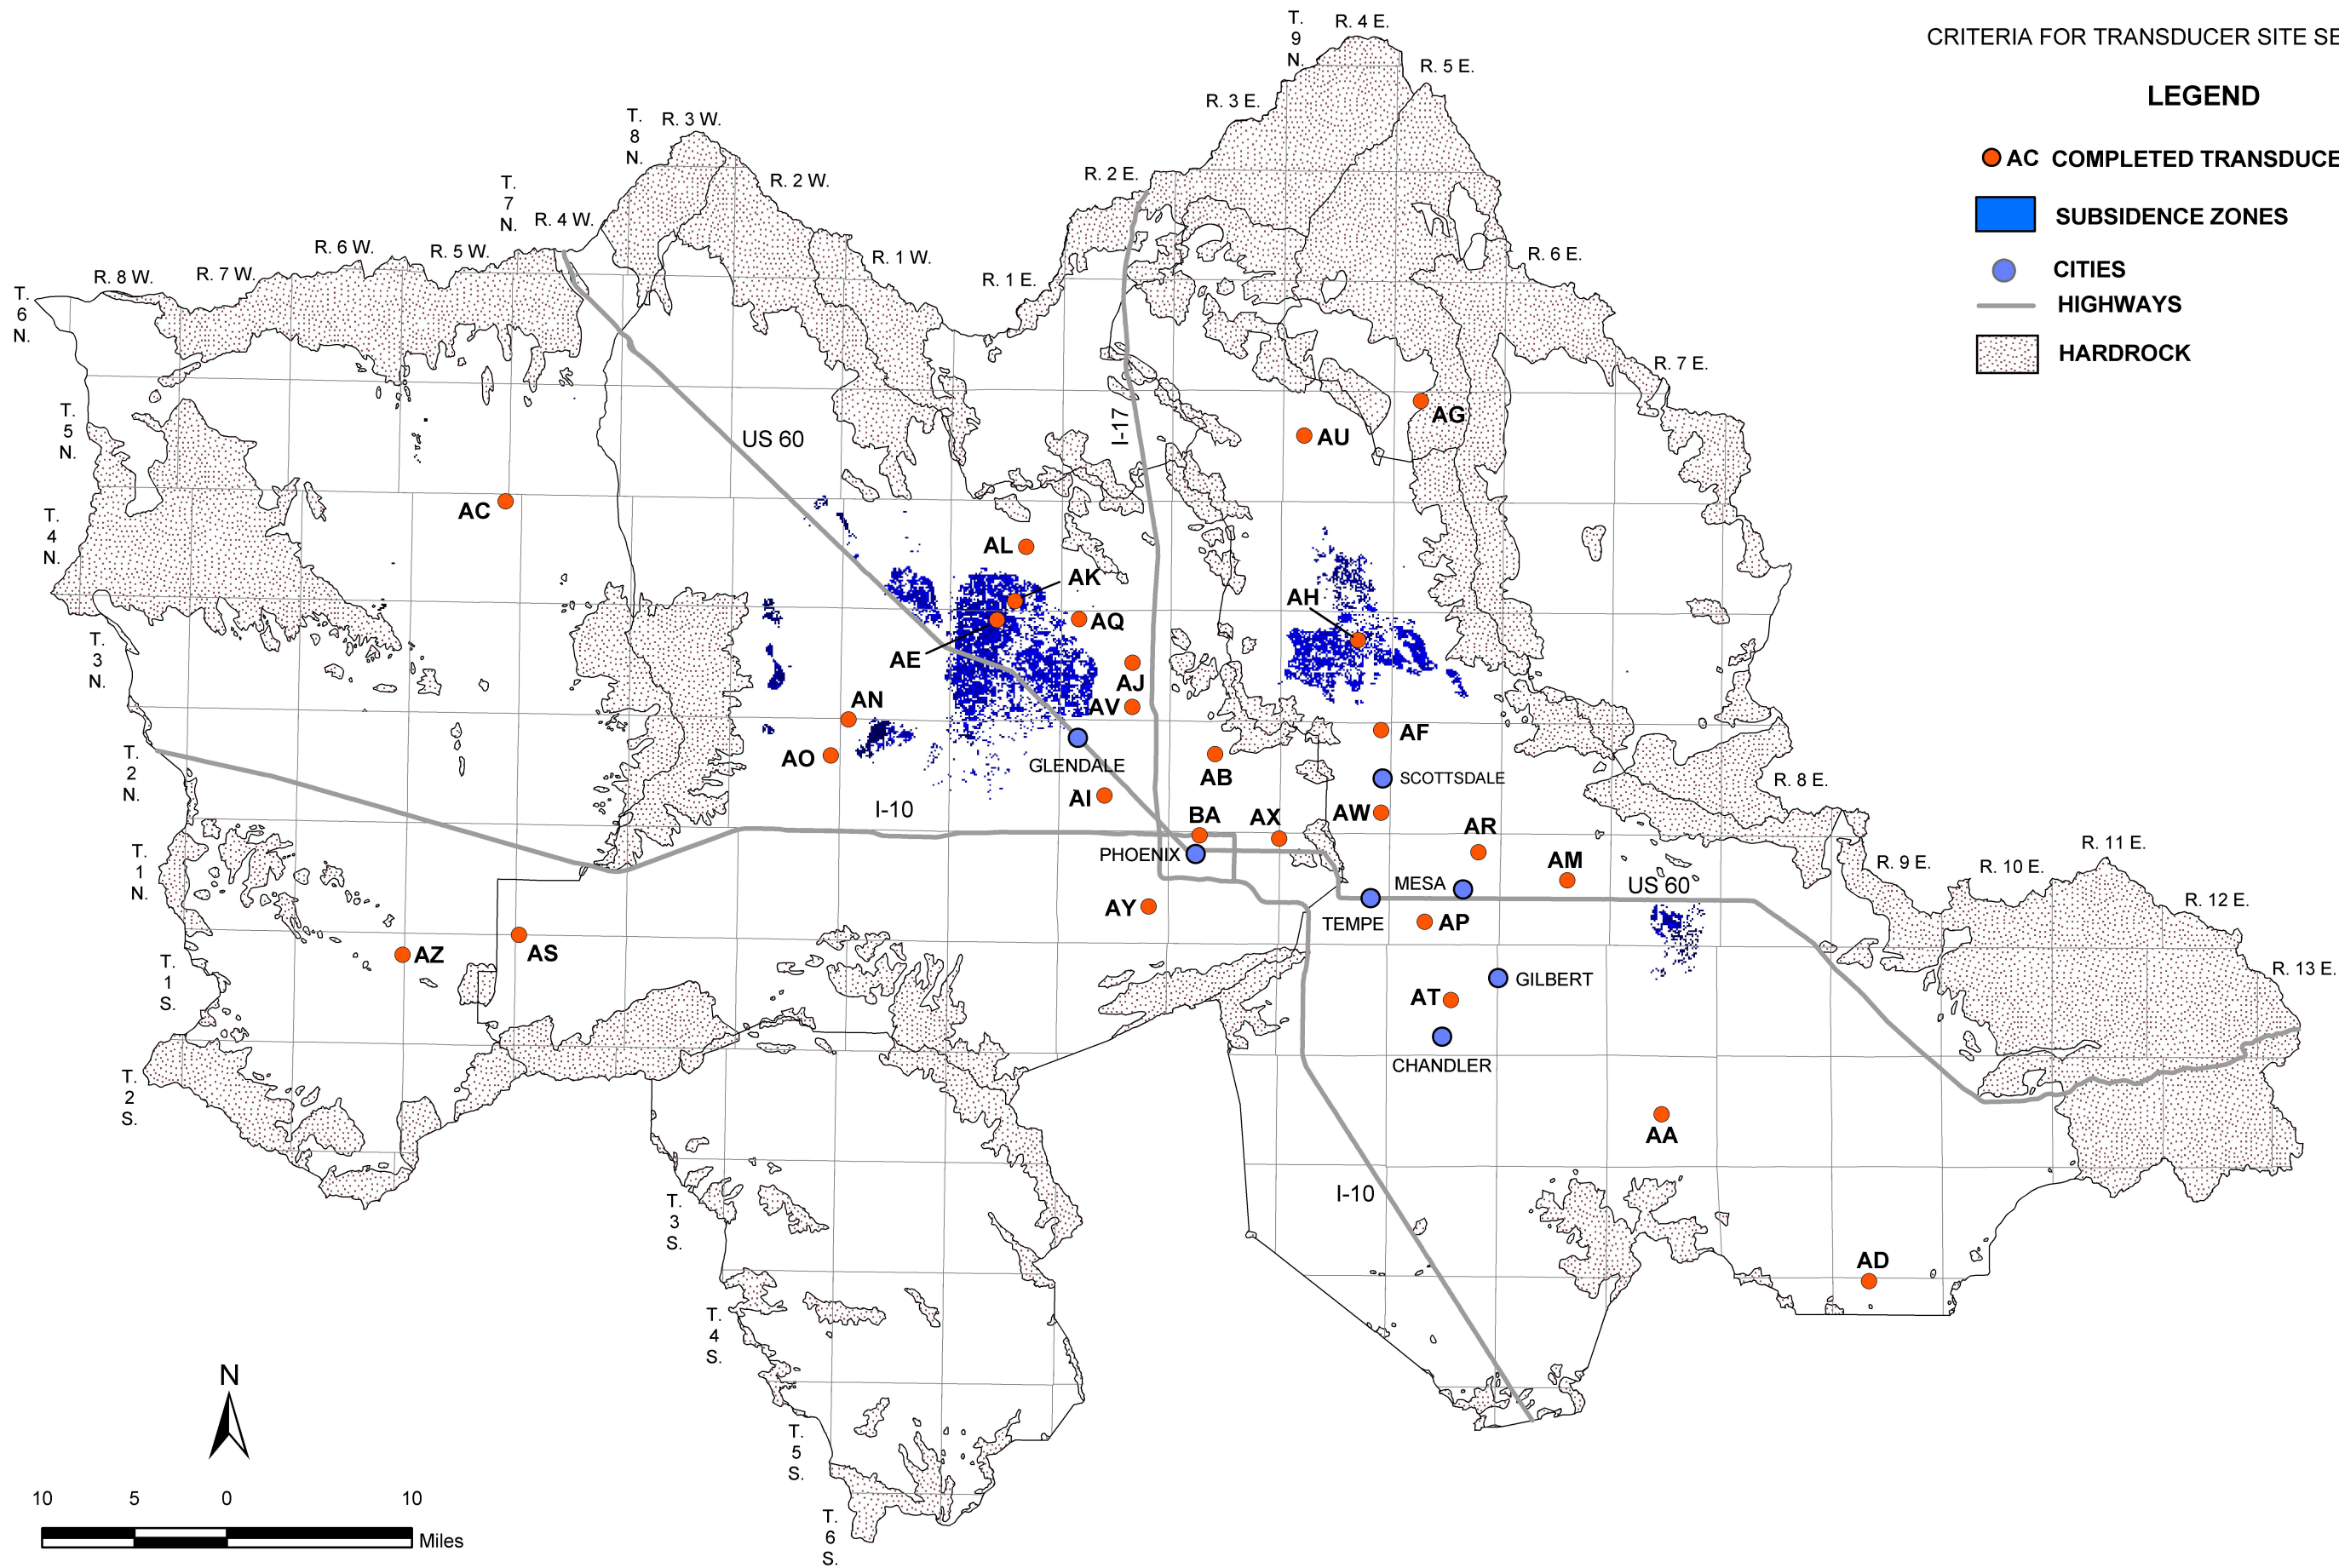 CRITERIA FOR TRANSDUCER SITE SE
LEGEND
AC COMPLETED TRANSDUCE
SUBSIDENCE ZONES
CITIES
HIGHWAYS
HARDROCK
T.
9
N.
R. 4 E.
R. 5 E.
R. 3 E.
T.
8
N.
R. 3 W.
R. 2 W.
R. 2 E.
T.
7
N.
R. 4 W.
R. 6 W.
R. 5 W.
R. 1 W.
R. 6 E.
R. 8 W.
R. 7 W.
R. 1 E.
T.
6
N.
R. 7 E.
T.
5
N.
US 60
I-17
AG
AU
AC
T.
4
N.
AL
AK
AH
AQ
AE
T.
3
N.
AJ
AV
AN
AF
AO
T.
2
N.
GLENDALE
AB
SCOTTSDALE
R. 8 E.
AI
I-10
BA
AX
AW
AR
PHOENIX
AM
T.
1
N.
MESA
US 60
R. 9 E.
R. 10 E.
R. 11 E.
R. 12 E.
AY
TEMPE
AP
AZ
AS
T.
1
S.
R. 13 E.
GILBERT
AT
CHANDLER
T.
2
S.
AA
I-10
T.
3
S.
AD
T.
4
S.
T.
5
S.
T.
6
S.
N
10 5 0 10
Miles